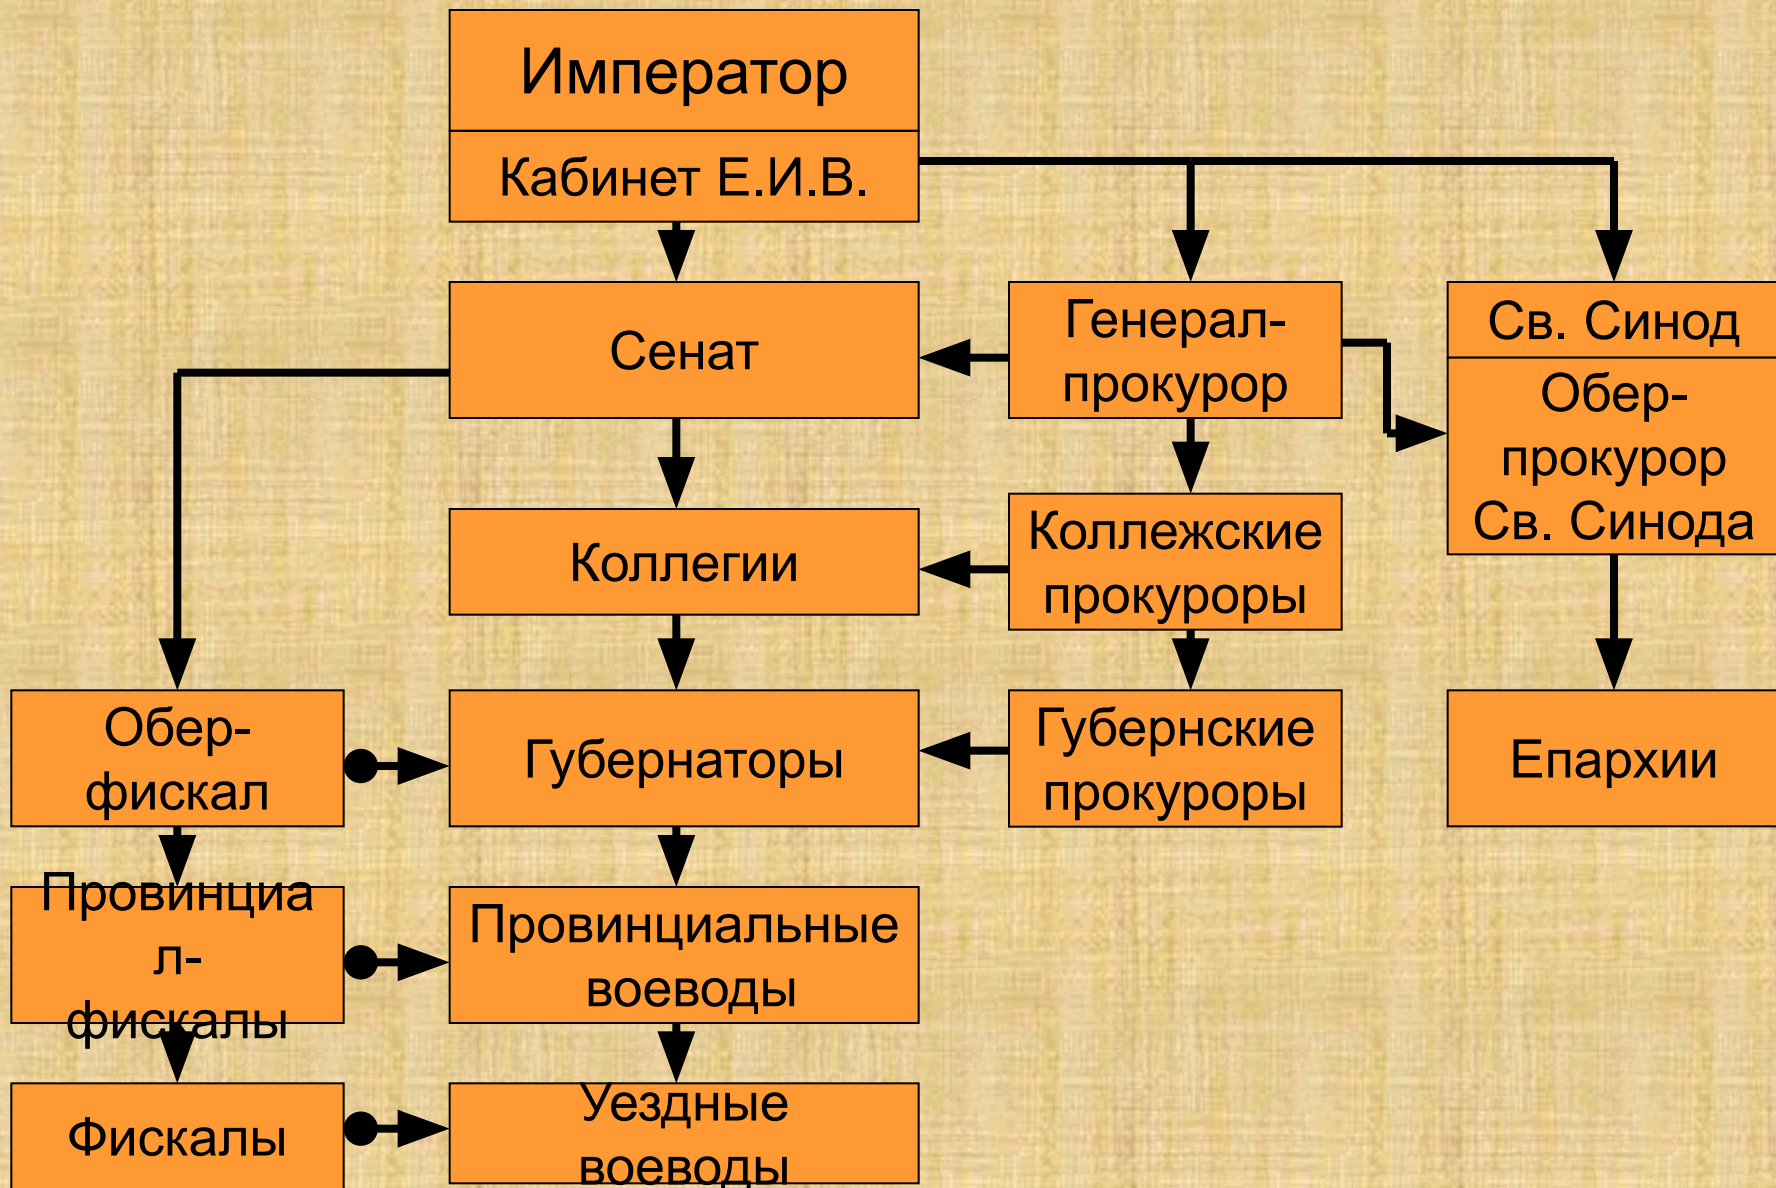 Император
Кабинет Е.И.В.
Сенат
Генерал-
прокурор
Св. Синод
Обер-
прокурор
Св. Синода
Коллегии
Коллежские
прокуроры
Обер-
фискал
Губернаторы
Губернские
прокуроры
Епархии
Провинциа
л-
фискалы
Провинциальные
воеводы
Фискалы
Уездные
воеводы